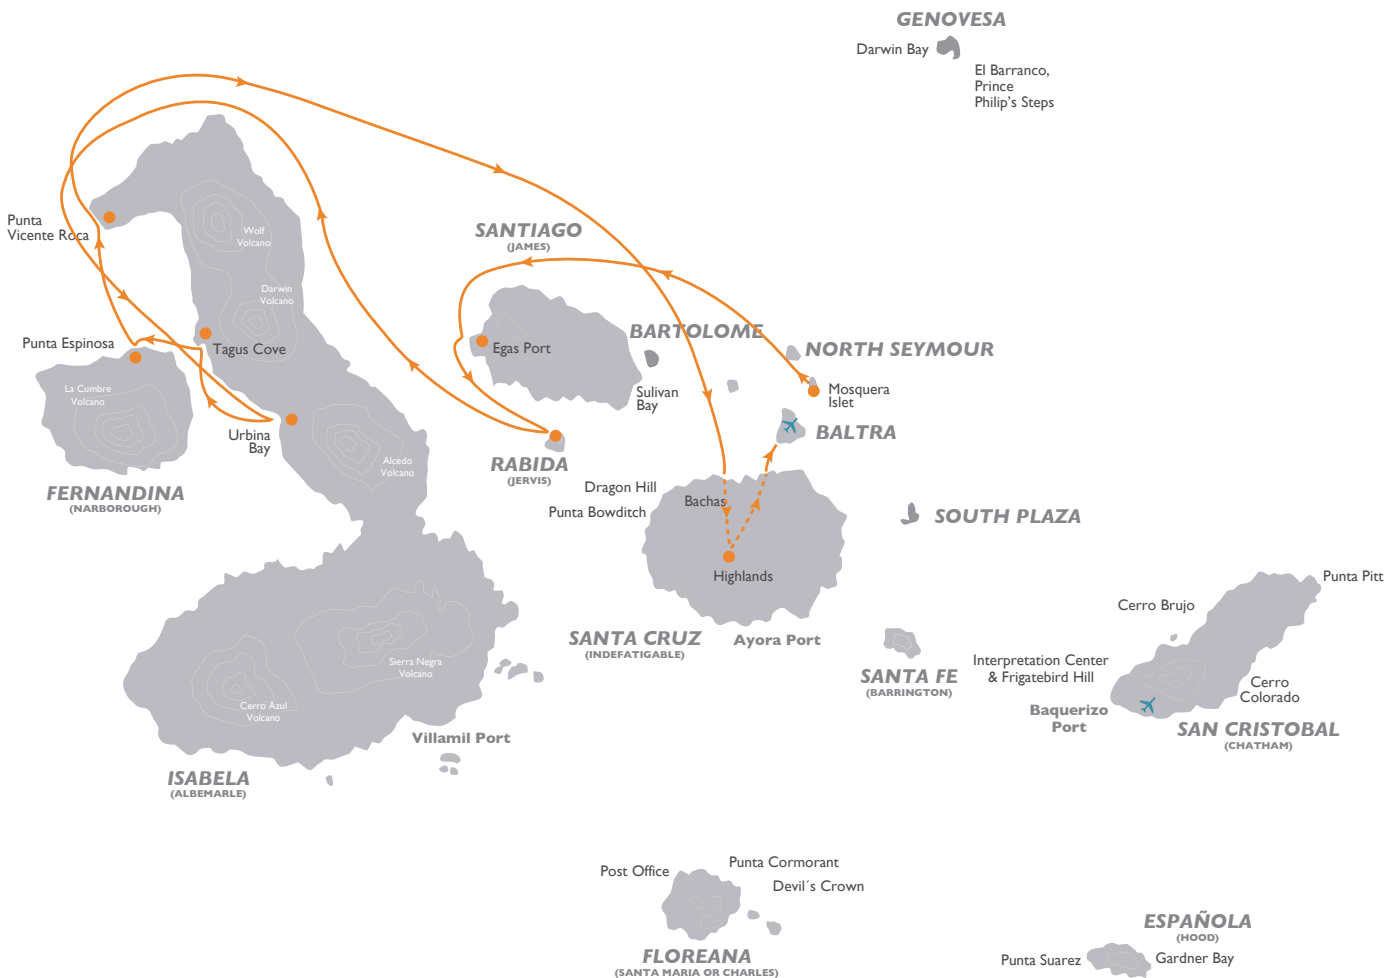 GENOVESA
Darwin Bay
El Barranco,
Prince
Philip's Steps
Punta
Vicente Roca
Wolf
Volcano
SANTIAGO
(JAMES)
Darwin
Volcano
BARTOLOME
NORTH SEYMOUR
Punta Espinosa
Tagus Cove
Egas Port
La Cumbre
Volcano
Sulivan
Bay
Mosquera
Islet
BALTRA
Urbina
Bay
Alcedo
Volcano
RABIDA
(JERVIS)
FERNANDINA
(NARBOROUGH)
Dragon Hill
Bachas
Punta Bowditch
SOUTH PLAZA
Highlands
Punta Pitt
Cerro Brujo
SANTA CRUZ
(INDEFATIGABLE)
Ayora Port
Sierra Negra
Volcano
SANTA FE
(BARRINGTON)
Interpretation Center
& Frigatebird Hill
Cerro
Colorado
Cerro Azul
Volcano
Baquerizo
Port
SAN CRISTOBAL
(CHATHAM)
Villamil Port
ISABELA
(ALBEMARLE)
Post Office
Punta Cormorant
Devil´s Crown
FLOREANA
(SANTA MARIA OR CHARLES)
ESPAÑOLA
(HOOD)
Punta Suarez
Gardner Bay